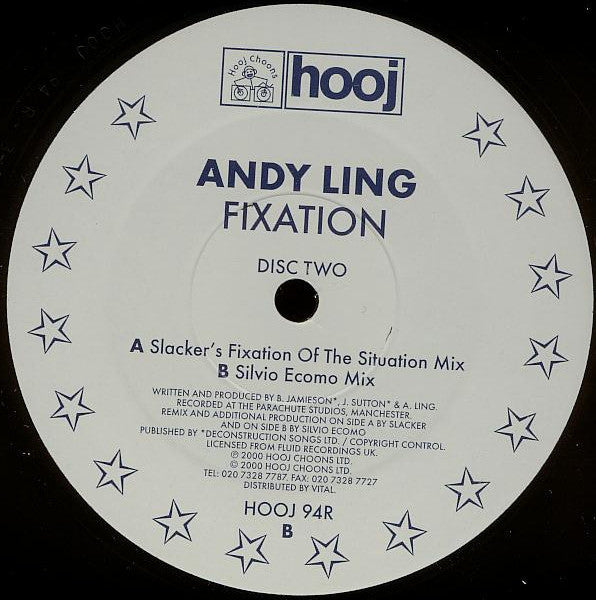 Hooj Choons
hooj
ANDY LING
FIXATION
DISC TWO
A Slacker's Fixation Of The Situation Mix
B Silvio Ecomo Mix
WRITTEN AND PRODUCED BY B. JAMIESON*, J. SUTTON* & A. LING.
RECORDED AT THE PARACHUTE STUDIOS, MANCHESTER.
REMIX AND ADDITIONAL PRODUCTION ON SIDE A BY SLACKER
AND ON SIDE B BY SILVIO ECOMO
PUBLISHED BY *DECONSTRUCTION SONGS LTD. / COPYRIGHT CONTROL.
LICENSED FROM FLUID RECORDINGS UK.
℗ 2000 HOOJ CHOONS LTD.
© 2000 HOOJ CHOONS LTD.
TEL: 020 7328 7787. FAX: 020 7328 7727
DISTRIBUTED BY VITAL.
HOOJ 94R
B